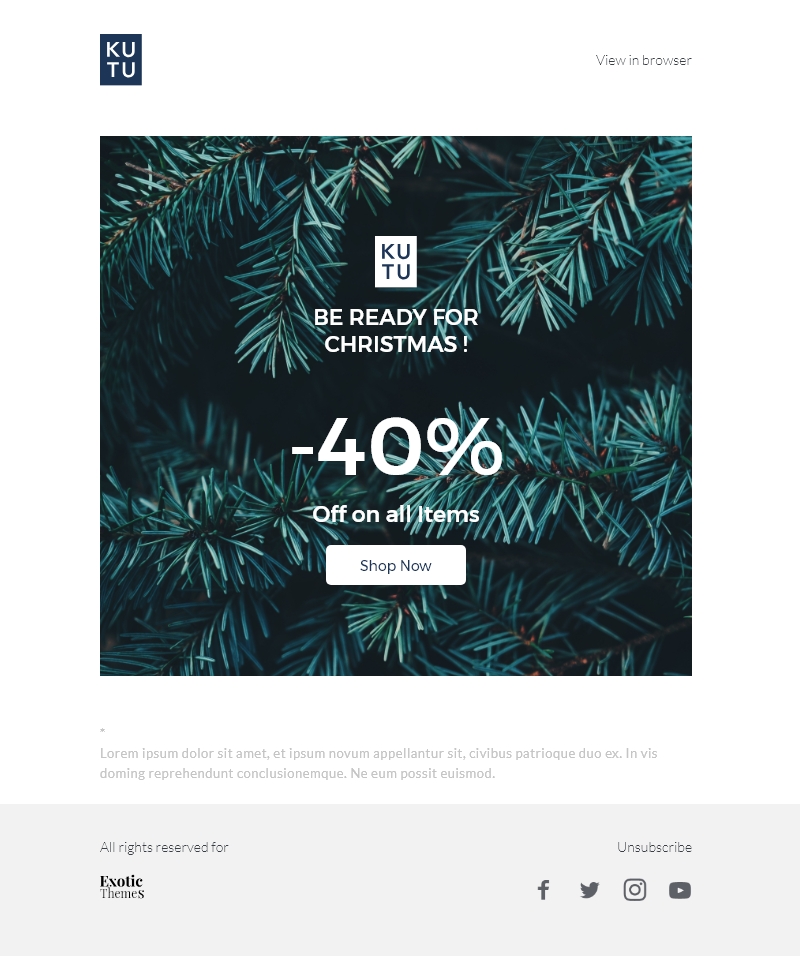 KU
TU
View in browser
KU
TU
BE READY FOR
CHRISTMAS !
-40%
Off on all Items
Shop Now
*
Lorem ipsum dolor sit amet, et ipsum novum appellantur sit, civibus patrioque duo ex. In vis
doming reprehendunt conclusionemque. Ne eum possit euismod.
All rights reserved for
Unsubscribe
Exotic
Themes